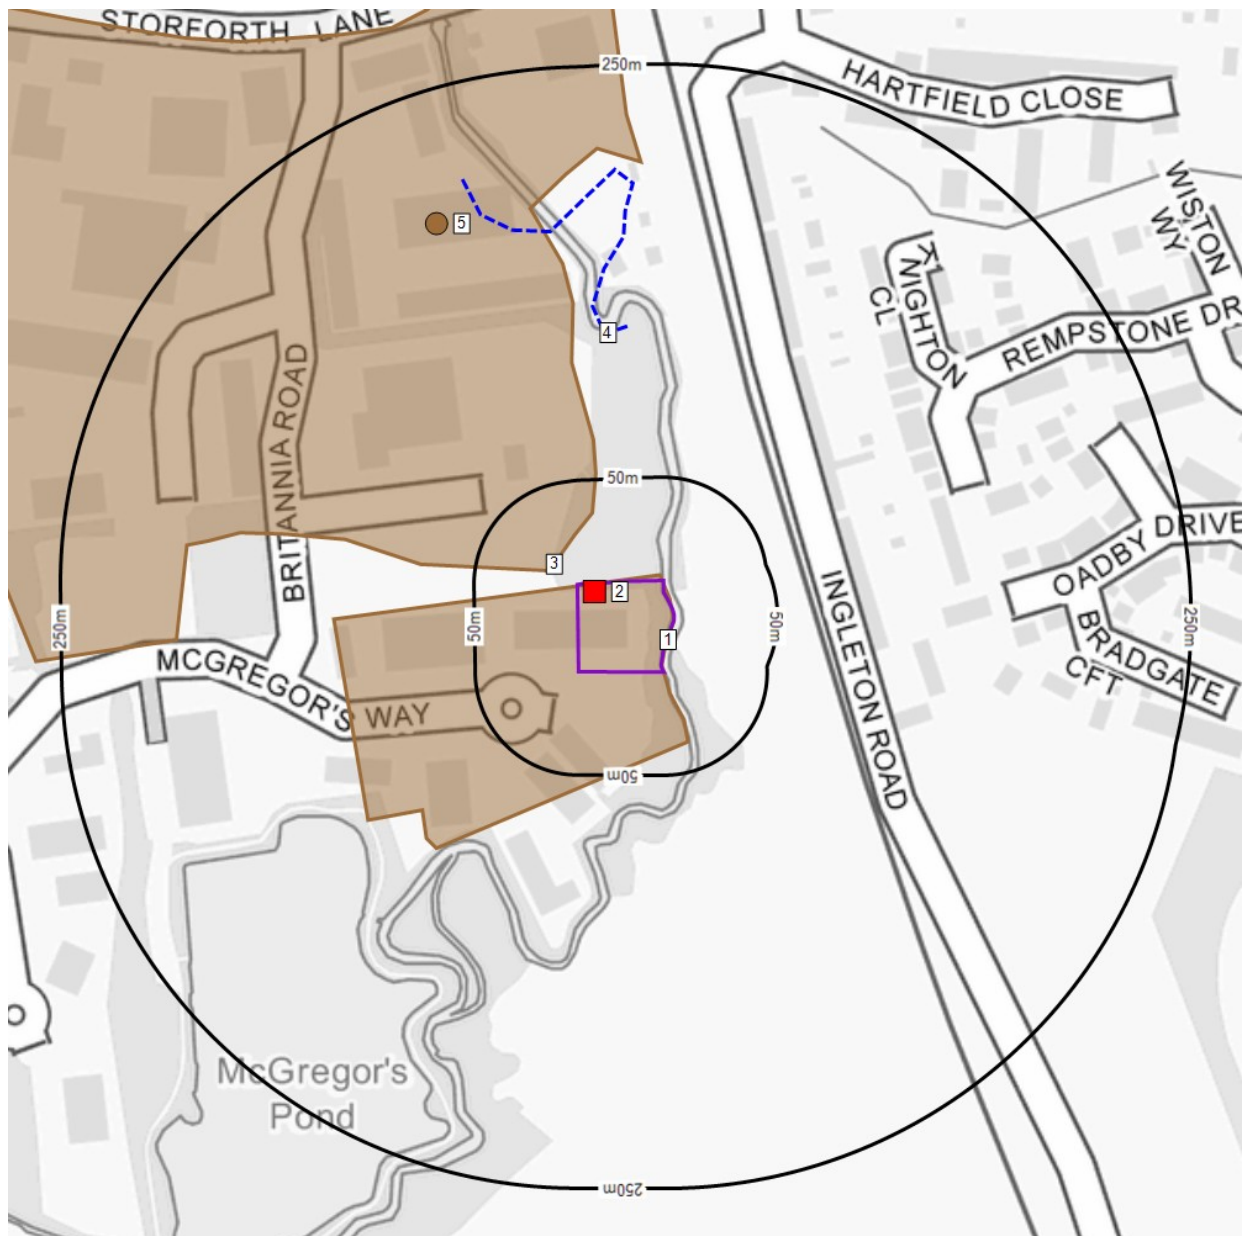 STORFORTH LANE
250m
HARTFIELD CLOSE
WISTON
WY
5
KNIGHTON
CL
4
REMPSTONE DR
BRITANNIA ROAD
50m
OADBY DRIVE
3
2
INGLETON ROAD
250m
50m
1
50m
250m
BRADGATE
CFT
MCGREGOR'S WAY
50m
McGregor's
Pond
250m